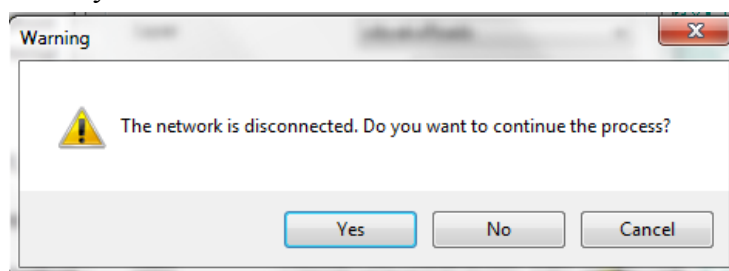 Warning
The network is disconnected. Do you want to continue the process?
Yes
No
Cancel